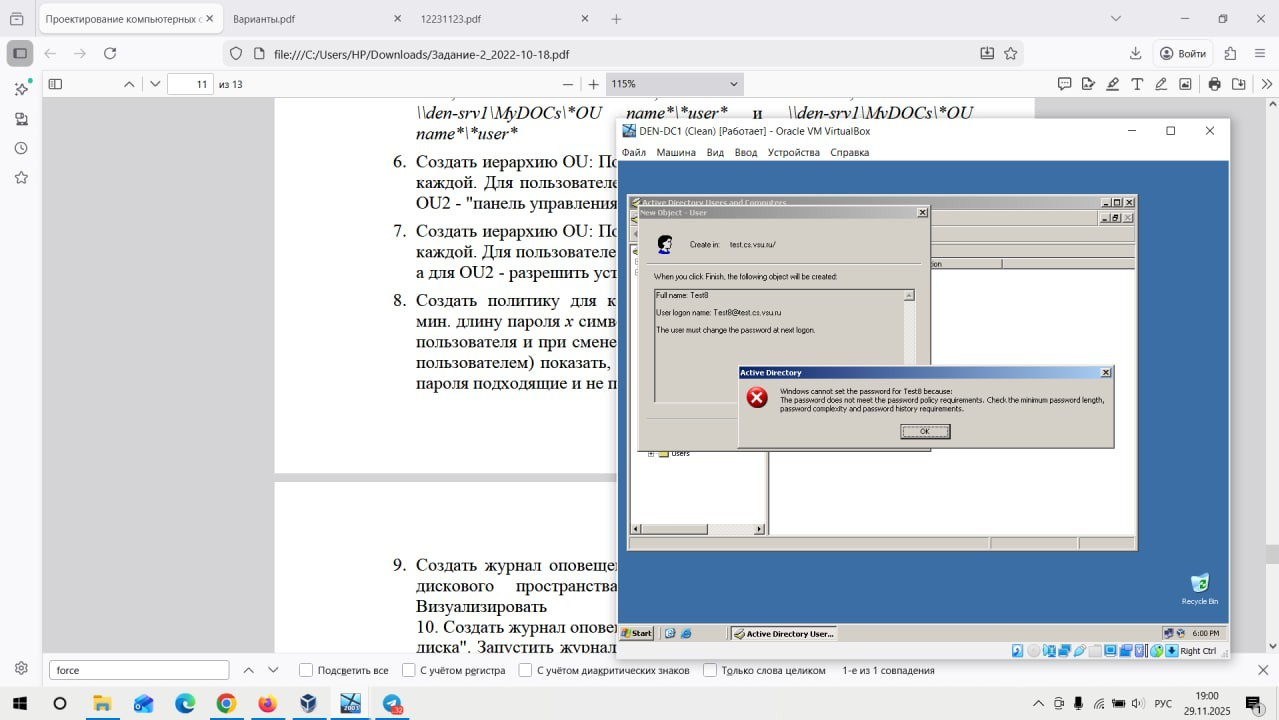 Проектирование компьютерных с
Варианты.pdf
12231123.pdf
file:///C:/Users/HP/Downloads/Задание-2_2022-10-18.pdf
Войти
11 из 13
115%
\\den-srv1\MyDOCs\*OU name*\*user* и \\den-srv1\MyDOCs\*OU
name*\*user*
6. Создать иерархию OU: По
каждой. Для пользователе
OU2 - "панель управления
7. Создать иерархию OU: По
каждой. Для пользователе
а для OU2 - разрешить уст
8. Создать политику для к
мин. длину пароля x симво
пользователя и при смене
пользователем) показать,
пароля подходящие и не п
9. Создать журнал оповеще
дискового пространства
Визуализировать
10. Создать журнал опове
диска". Запустить журнал
DEN-DC1 (Clean) [Работает] - Oracle VM VirtualBox
Файл Машина Вид Ввод Устройства Справка
Active Directory Users and Computers
New Object - User
Create in: test.cs.vsu.ru/
When you click Finish, the following object will be created:
Full name: Test8
User logon name: Test8@test.cs.vsu.ru
The user must change the password at next logon.
Active Directory
Windows cannot set the password for Test8 because:
The password does not meet the password policy requirements. Check the minimum password length,
password complexity and password history requirements.
OK
Users
Recycle Bin
Start
Active Directory User...
6:00 PM
Right Ctrl
force
Подсветить все
С учётом регистра
С учётом диакритических знаков
Только слова целиком
1-е из 1 совпадения
РУС
19:00
29.11.2025